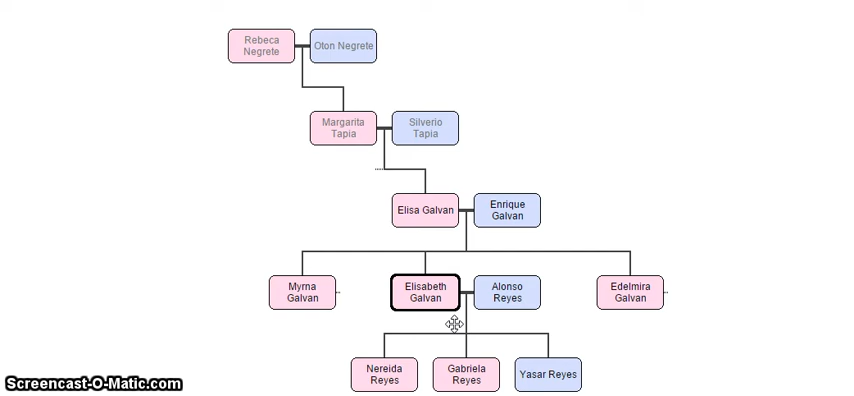 Rebeca
Negrete
Oton Negrete
Margarita
Tapia
Silverio
Tapia
Elisa Galvan
Enrique
Galvan
Myrna
Galvan
Elisabeth
Galvan
Alonso
Reyes
Edelmira
Galvan
Nereida
Reyes
Gabriela
Reyes
Yasar Reyes
Screencast-O-Matic.com